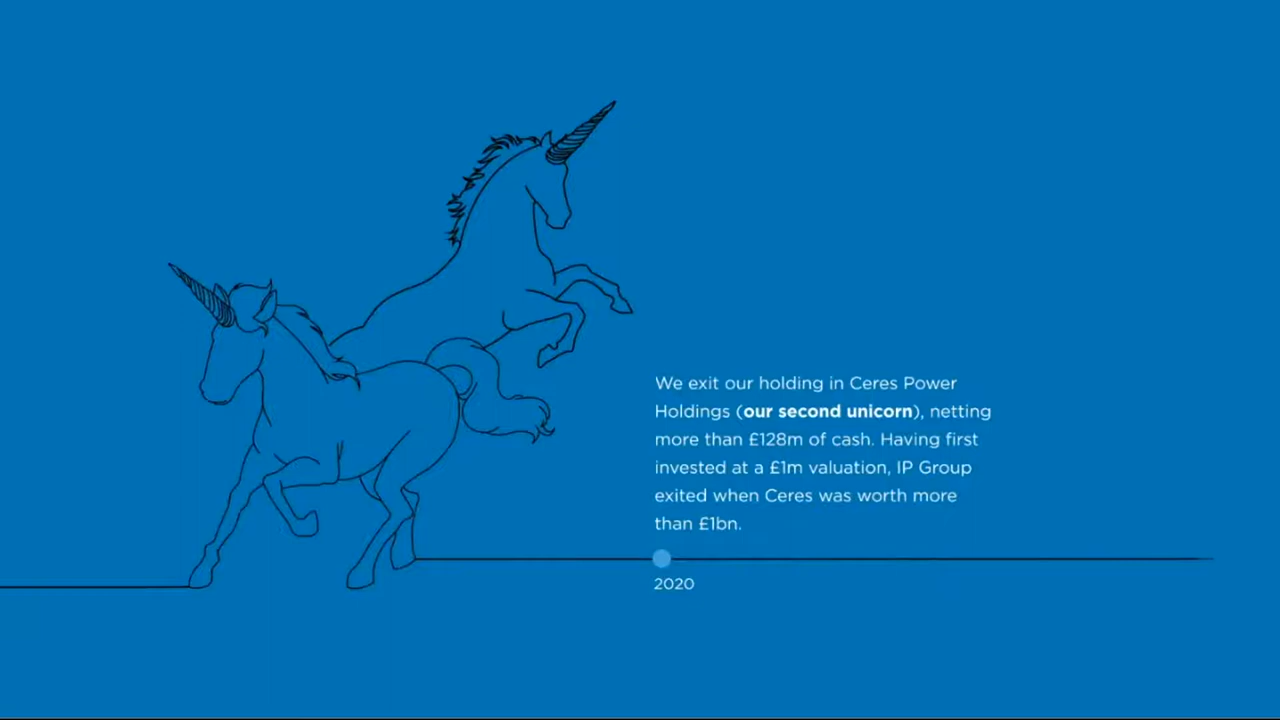 We exit our holding in Ceres Power
Holdings (our second unicorn), netting
more than £128m of cash. Having first
invested at a £1m valuation, IP Group
exited when Ceres was worth more
than £1bn.
2020